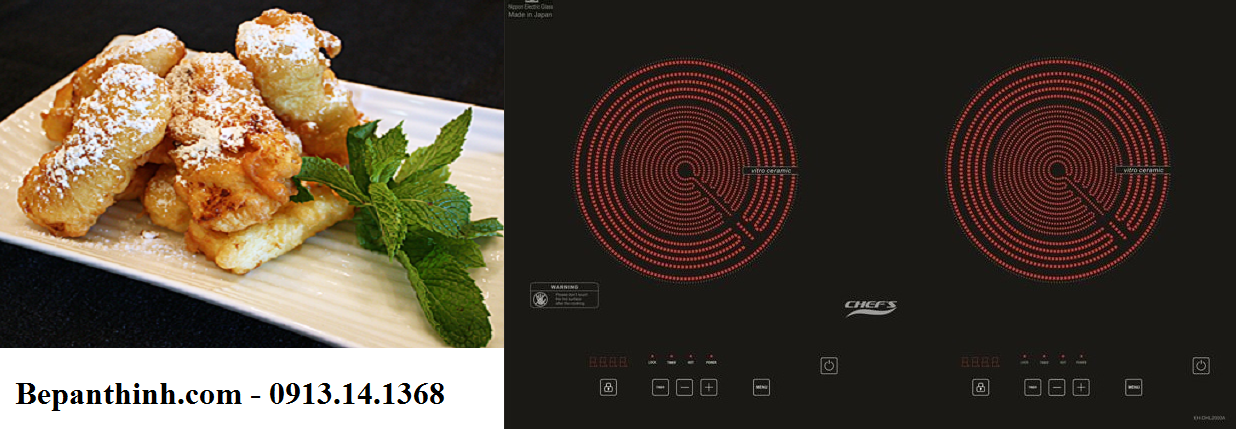 Nippon Electric Glass
Made in Japan
vitro ceramic
vitro ceramic
WARNING
Please don't touch
the hot surface
after the cooking
CHEF'S
LOCK TIMER HOT POWER
LOCK TIMER HOT POWER
TIMER − + MENU
TIMER − + MENU
EH-DHL2000A
Bepanthinh.com - 0913.14.1368